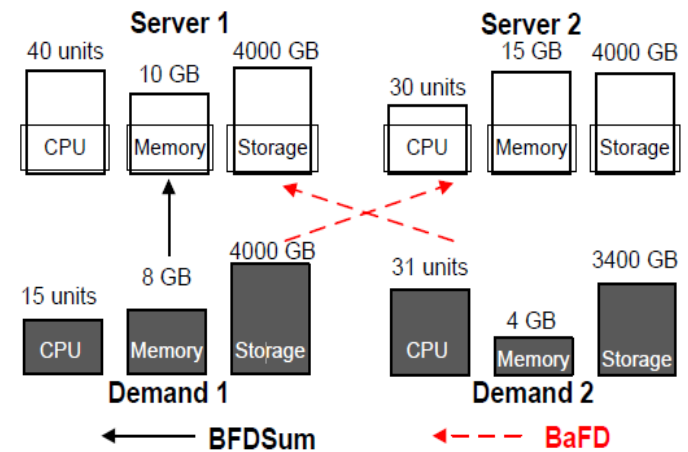 Server 1
Server 2
40 units
10 GB
4000 GB
30 units
15 GB
4000 GB
CPU
Memory
Storage
CPU
Memory
Storage
15 units
8 GB
4000 GB
31 units
4 GB
3400 GB
CPU
Memory
Storage
CPU
Memory
Storage
Demand 1
Demand 2
BFDSum
BaFD